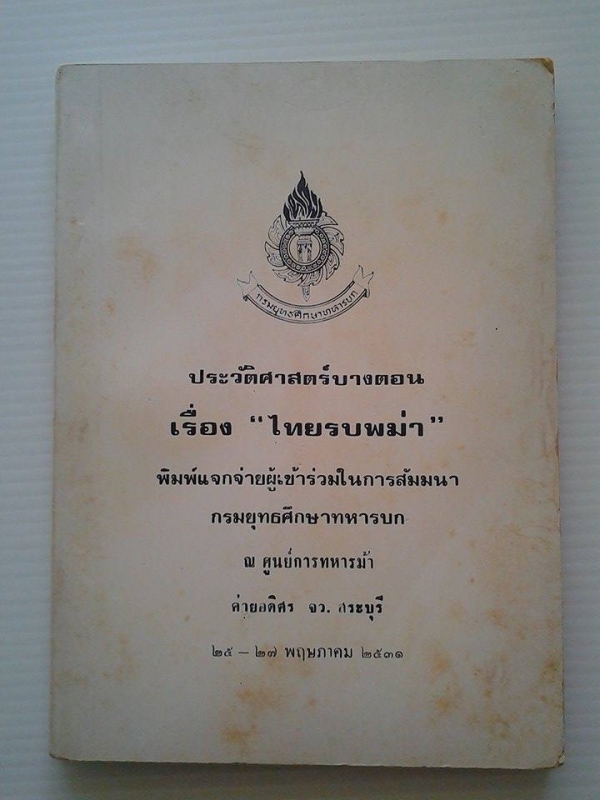 กรมยุทธศึกษาทหารบก
ประวัติศาสตร์บางตอน
เรื่อง "ไทยรบพม่า"
พิมพ์แจกจ่ายผู้เข้าร่วมในการสัมมนา
กรมยุทธศึกษาทหารบก
ณ ศูนย์การทหารม้า
ค่ายอดิศร จว. สระบุรี
๒๕ – ๒๗ พฤษภาคม ๒๕๓๑